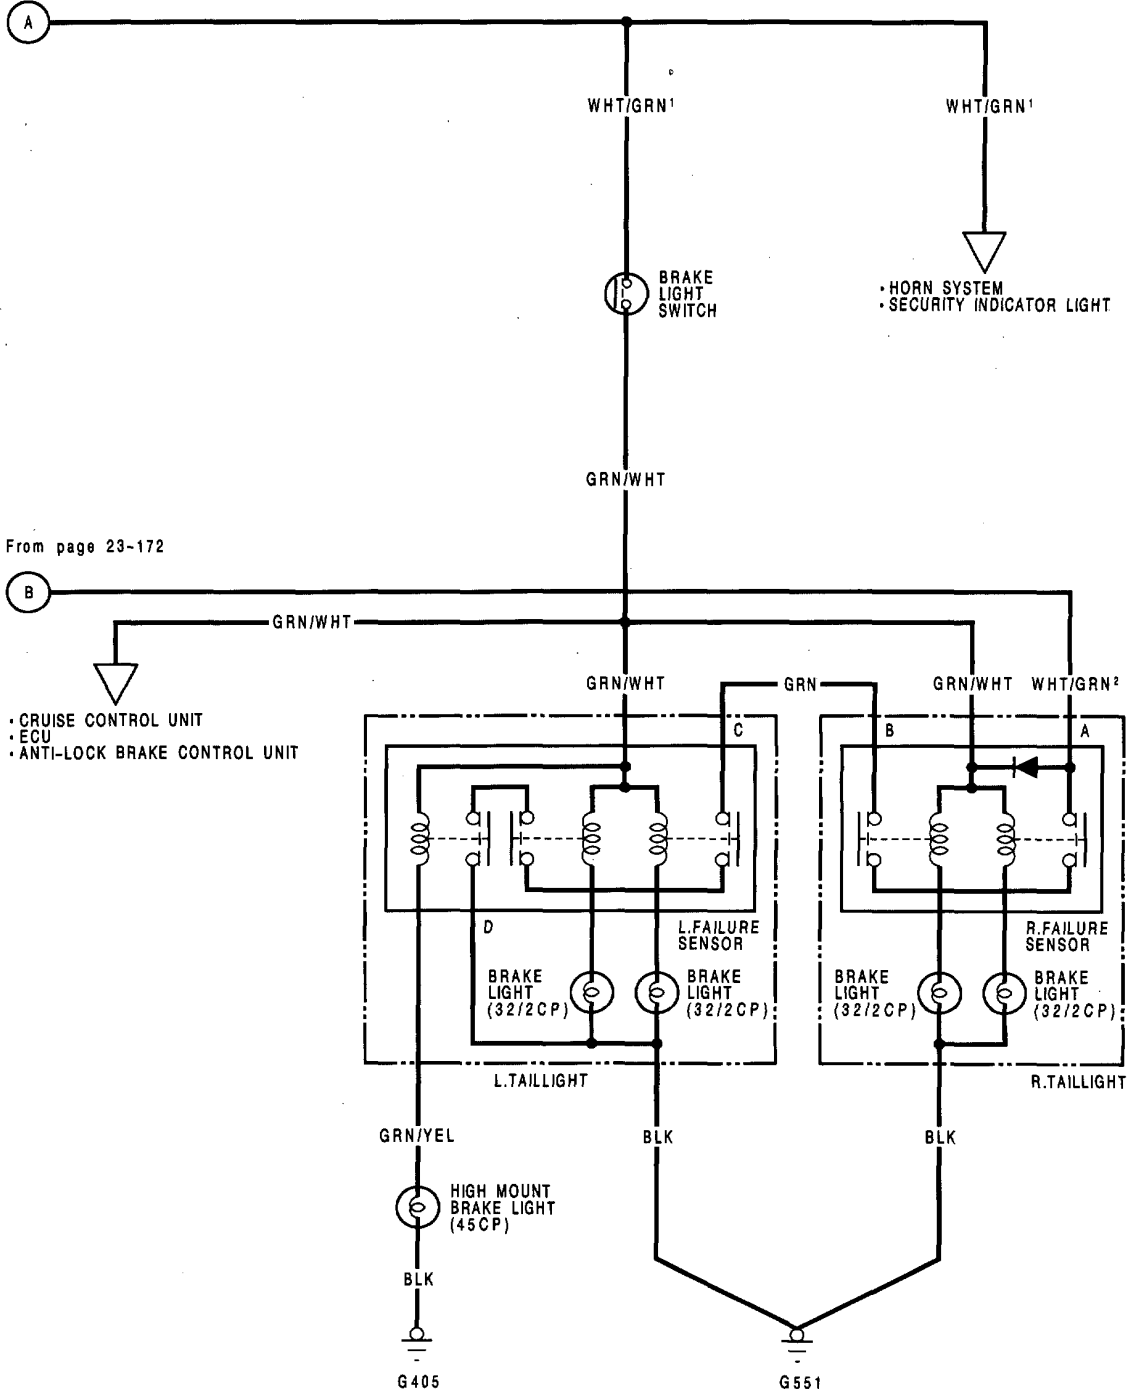 A
WHT/GRN¹
WHT/GRN¹
BRAKE
LIGHT
SWITCH
• HORN SYSTEM
• SECURITY INDICATOR LIGHT
GRN/WHT
From page 23-172
B
GRN/WHT
GRN/WHT
GRN
GRN/WHT
WHT/GRN²
• CRUISE CONTROL UNIT
• ECU
• ANTI-LOCK BRAKE CONTROL UNIT
C
B
A
D
L.FAILURE
SENSOR
R.FAILURE
SENSOR
BRAKE
LIGHT
(32/2CP)
BRAKE
LIGHT
(32/2CP)
BRAKE
LIGHT
(32/2CP)
BRAKE
LIGHT
(32/2CP)
L.TAILLIGHT
R.TAILLIGHT
GRN/YEL
BLK
BLK
HIGH MOUNT
BRAKE LIGHT
(45CP)
BLK
G405
G551